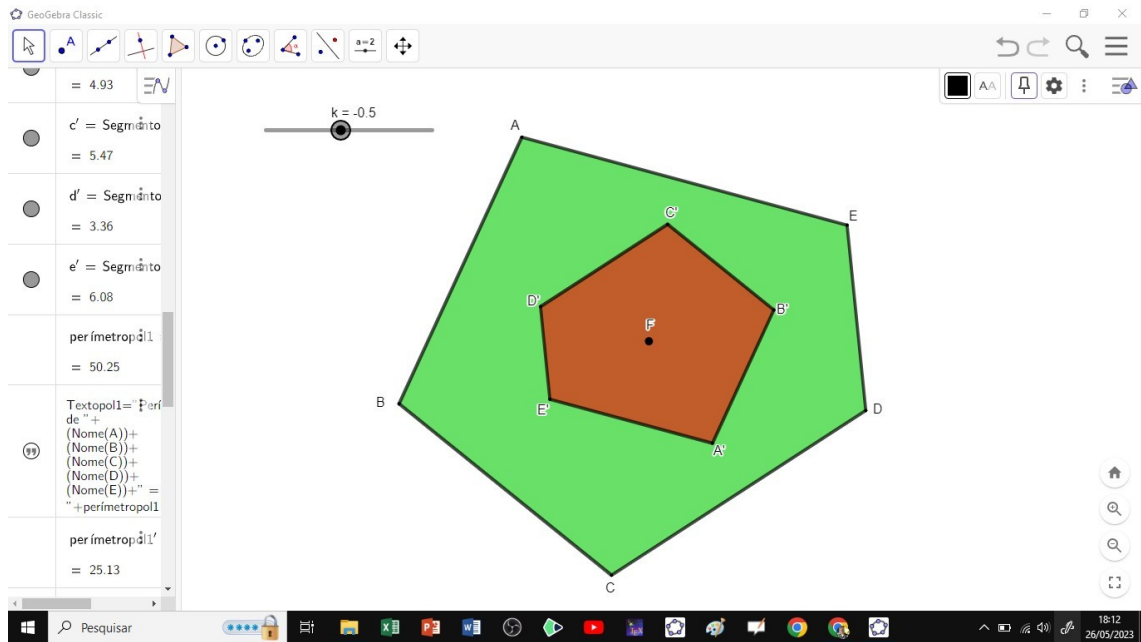 GeoGebra Classic
A
a=2
AA
= 4.93
c′ = Segmento
= 5.47
d′ = Segmento
= 3.36
e′ = Segmento
= 6.08
perímetropol1
= 50.25
Textopol1="Perí
de "+
(Nome(A))+
(Nome(B))+
(Nome(C))+
(Nome(D))+
(Nome(E))+" =
"+perímetropol1
perímetropol1′
= 25.13
k = -0.5
A
E
C'
D'
B'
F
B
E'
D
A'
C
Pesquisar
18:12
26/05/2023